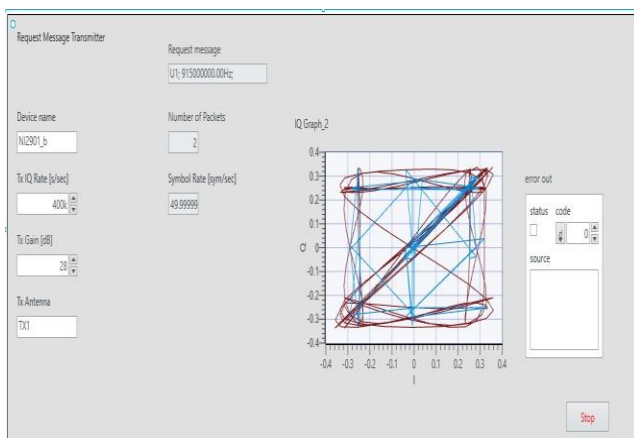 Request Message Transmitter
Request message
U1; 915000000.00Hz;
Device name
NI2901_b
Number of Packets
2
Tx IQ Rate [s/sec]
400k
Symbol Rate [sym/sec]
49.99999
Tx Gain [dB]
28
Tx Antenna
TX1
IQ Graph_2
0.4
0.3
0.2
0.1
0
-0.1
-0.2
-0.3
-0.4
Q
-0.4 -0.3 -0.2 -0.1 0 0.1 0.2 0.3 0.4
I
error out
status code
d 0
source
Stop